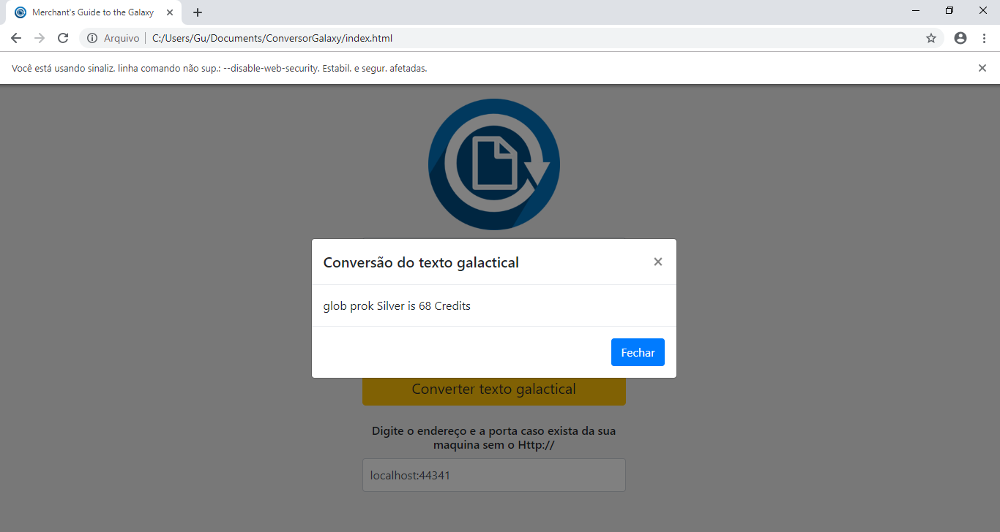 Merchant's Guide to the Galaxy
Arquivo | C:/Users/Gu/Documents/ConversorGalaxy/index.html
Você está usando sinaliz. linha comando não sup.: --disable-web-security. Estabil. e segur. afetadas.
Conversão do texto galactical
glob prok Silver is 68 Credits
Fechar
Converter texto galactical
Digite o endereço e a porta caso exista da sua
maquina sem o Http://
localhost:44341